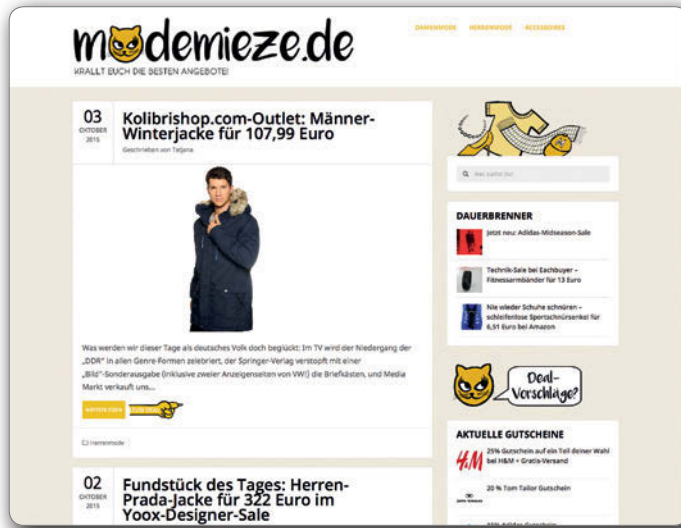 modemieze.de
KRALLT EUCH DIE BESTEN ANGEBOTE!
DAMENMODE HERRENMODE ACCESSOIRES
03
OKTOBER
2015
Kolibrishop.com-Outlet: Männer-
Winterjacke für 107,99 Euro
Geschrieben von Tatjana
Was werden wir dieser Tage als deutsches Volk doch beglückt: Im TV wird der Niedergang der
„DDR“ in allen Genre-Formen zelebriert, der Springer-Verlag verstopft mit einer
„Bild“-Sonderausgabe (inklusive zweier Anzeigenseiten von VW!) die Briefkästen, und Media
Markt verkauft uns...
WEITERLESEN
ZUM DEAL
Herrenmode
02
OKTOBER
2015
Fundstück des Tages: Herren-
Prada-Jacke für 322 Euro im
Yoox-Designer-Sale
Was suchst Du?
DAUERBRENNER
Jetzt neu: Adidas-Midseason-Sale
Technik-Sale bei Eachbuyer –
Fitnessarmbänder für 13 Euro
Nie wieder Schuhe schnüren –
schleifenlose Sportschnürsenkel für
6,51 Euro bei Amazon
Deal-
Vorschläge?
AKTUELLE GUTSCHEINE
H&M
25% Gutschein auf ein Teil deiner Wahl
bei H&M + Gratis-Versand
20 % Tom Tailor Gutschein